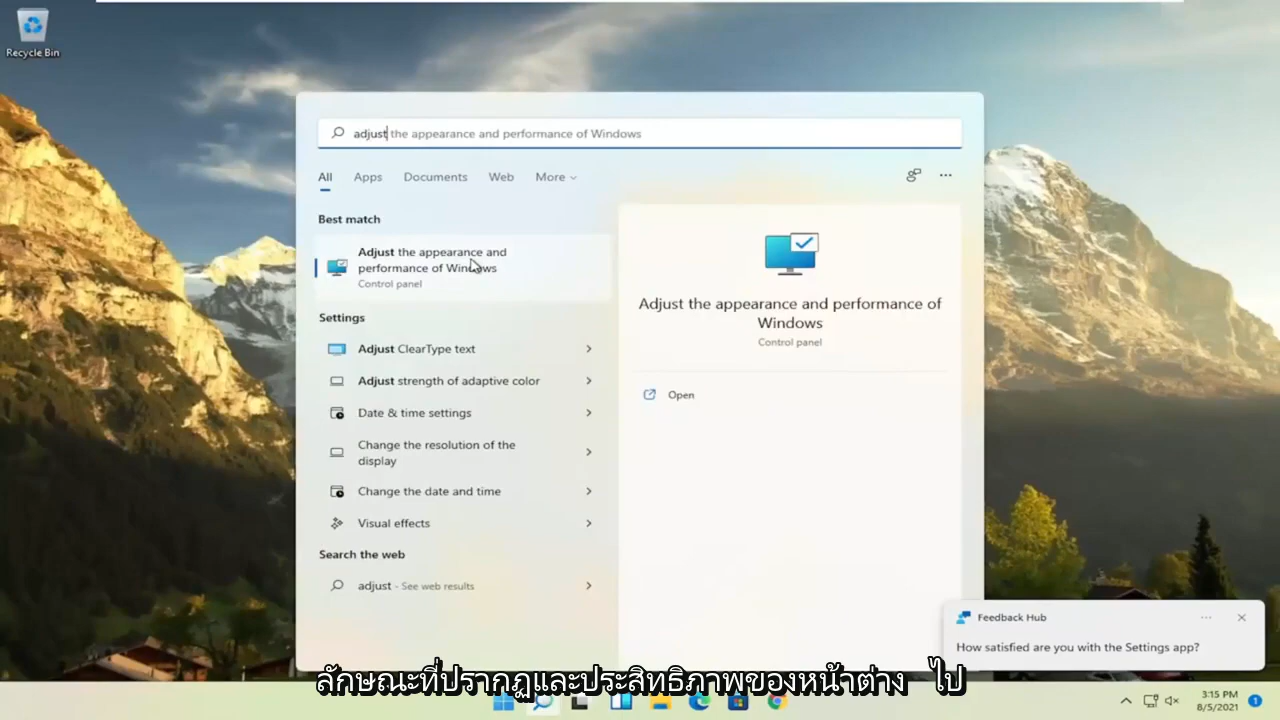 Recycle Bin
adjust the appearance and performance of Windows
All Apps Documents Web More
Best match
Adjust the appearance and
performance of Windows
Control panel
Settings
Adjust ClearType text
Adjust strength of adaptive color
Date & time settings
Change the resolution of the
display
Change the date and time
Visual effects
Search the web
adjust - See web results
Adjust the appearance and performance of
Windows
Control panel
Open
Feedback Hub
How satisfied are you with the Settings app?
ลักษณะที่ปรากฏและประสิทธิภาพของหน้าต่าง ไป
3:15 PM
8/5/2021
1